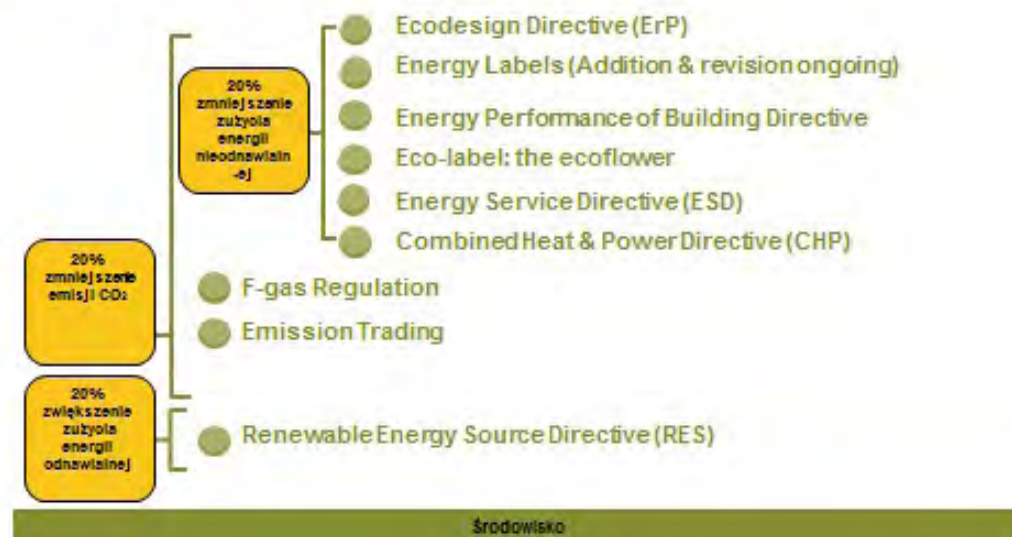 Ecodesign Directive (ErP)
Energy Labels (Addition & revision ongoing)
20%
zmniejszenie
zużycia
energii
nieodnawialn
-ej
Energy Performance of Building Directive
Eco-label: the ecoflower
Energy Service Directive (ESD)
Combined Heat & Power Directive (CHP)
20%
zmniejszenie
emisji CO₂
F-gas Regulation
Emission Trading
20%
zwiększenie
zużycia
energii
odnawialnej
Renewable Energy Source Directive (RES)
Środowisko